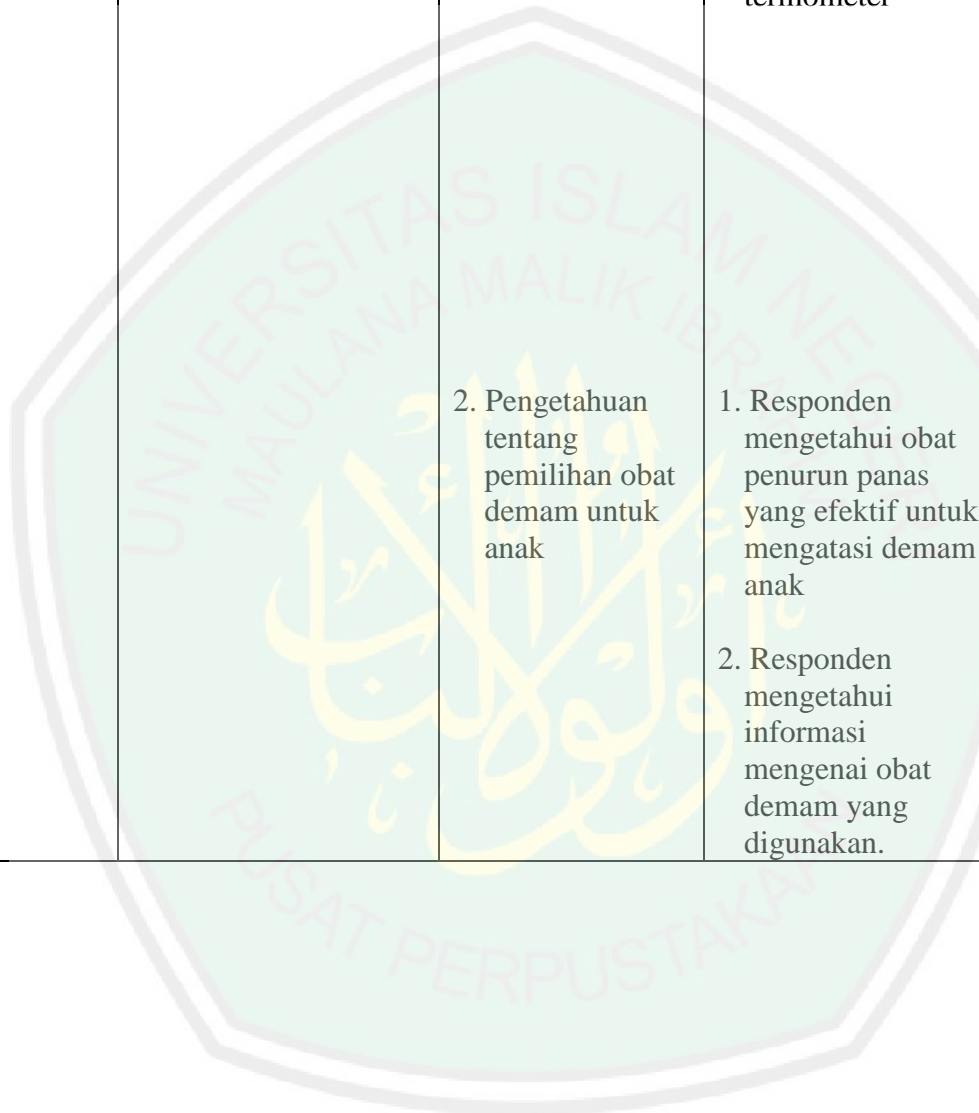 termometer
2. Pengetahuan
tentang
pemilihan obat
demam untuk
anak
1. Responden
mengetahui obat
penurun panas
yang efektif untuk
mengatasi demam
anak
2. Responden
mengetahui
informasi
mengenai obat
demam yang
digunakan.
UNIVERSITAS ISLAM NEGERI
MAULANA MALIK IBRAHIM
PUSAT PERPUSTAKAAN